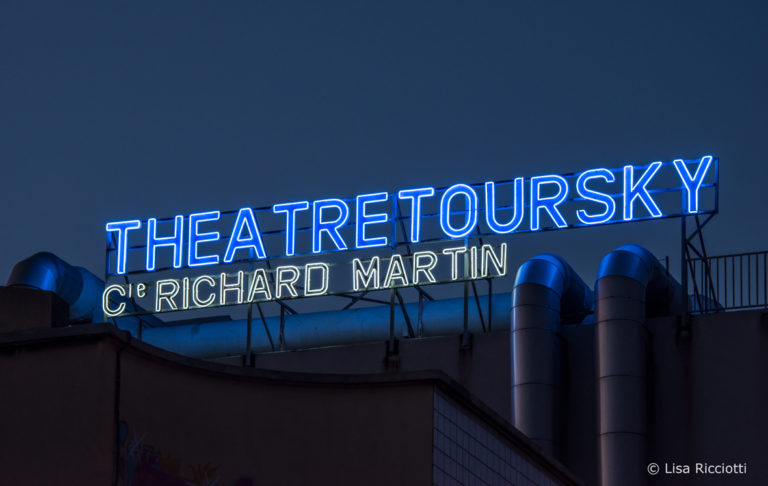 THEATRETOURSKY
Cie RICHARD MARTIN
© Lisa Ricciotti